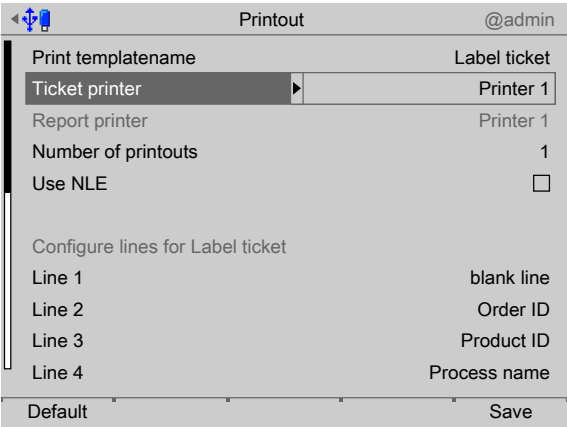 Printout @admin
Print templatename Label ticket
Ticket printer Printer 1
Report printer Printer 1
Number of printouts 1
Use NLE
Configure lines for Label ticket
Line 1 blank line
Line 2 Order ID
Line 3 Product ID
Line 4 Process name
Default Save